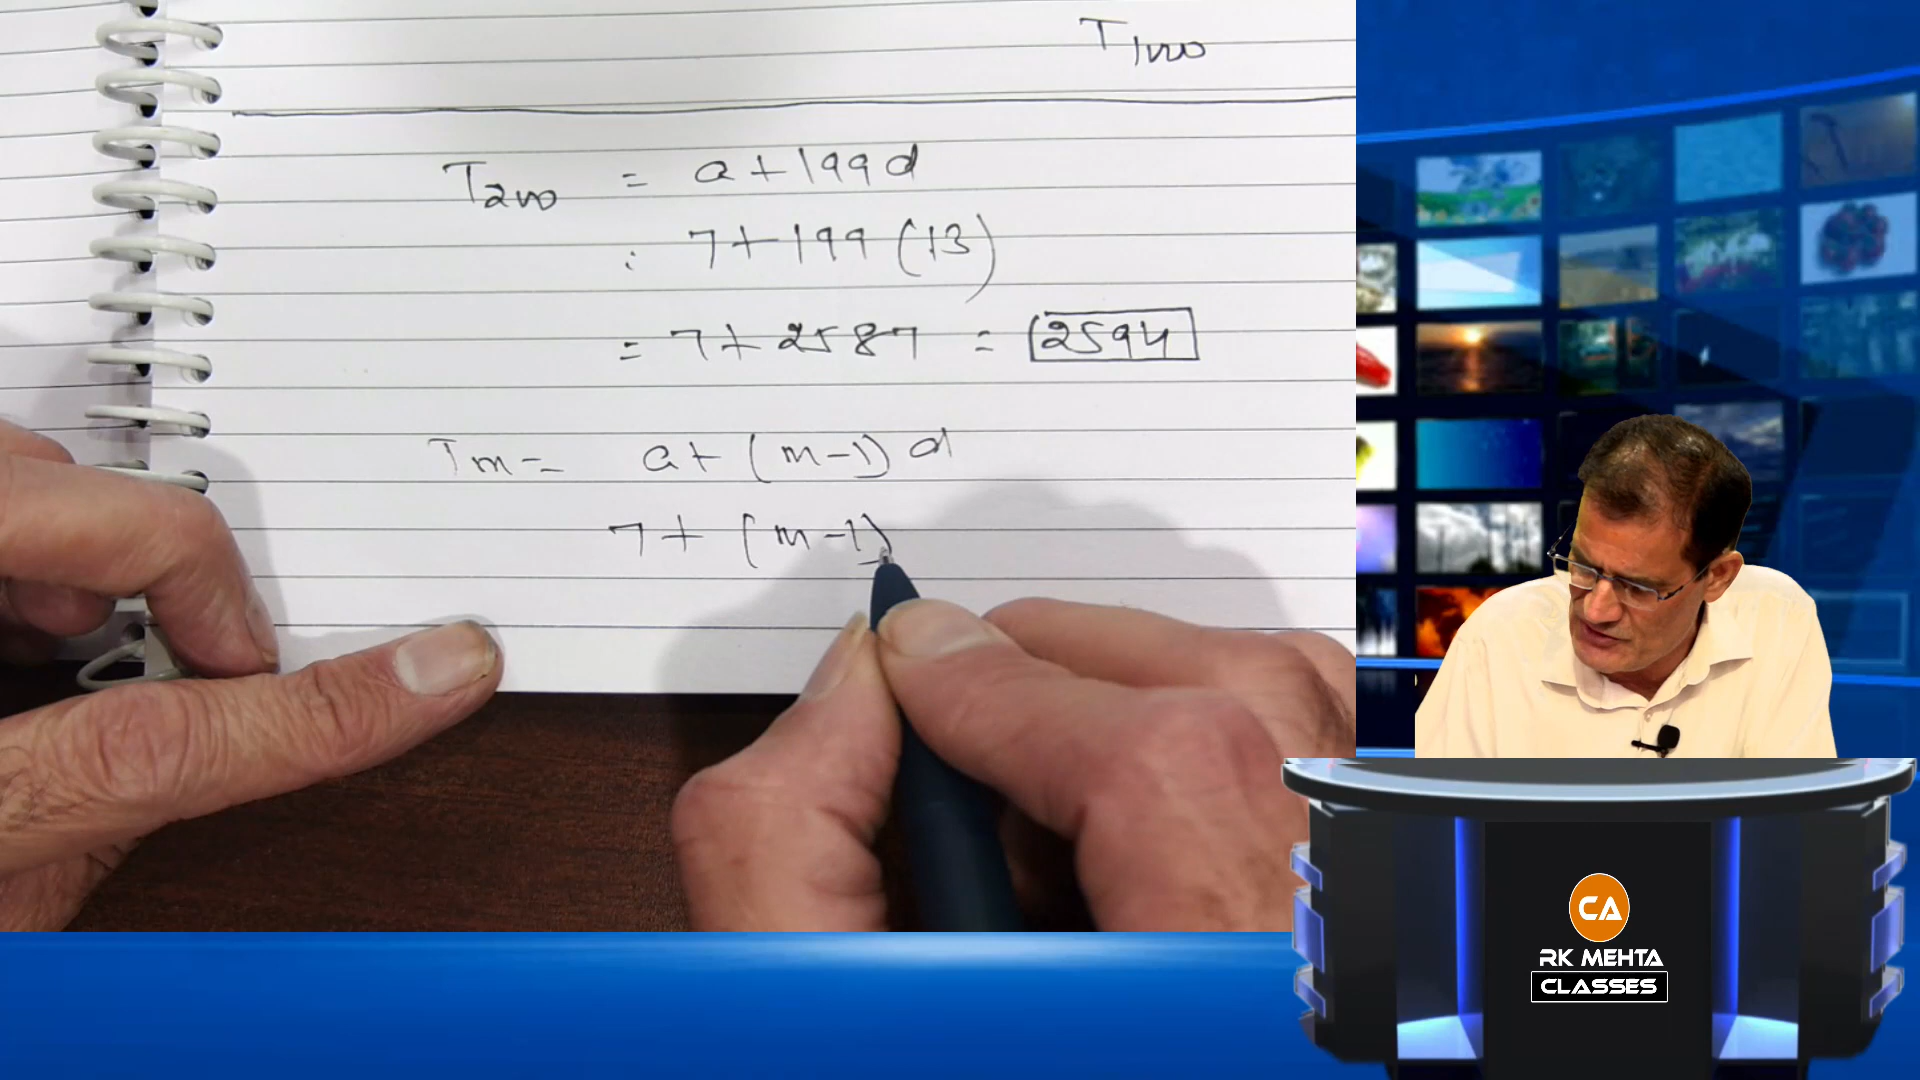 T100
T200 = a + 199d
: 7 + 199 (13)
= 7 + 2587 = 2594
Tm = a + (m-1) d
7 + (m-1)
CA
RK MEHTA
CLASSES